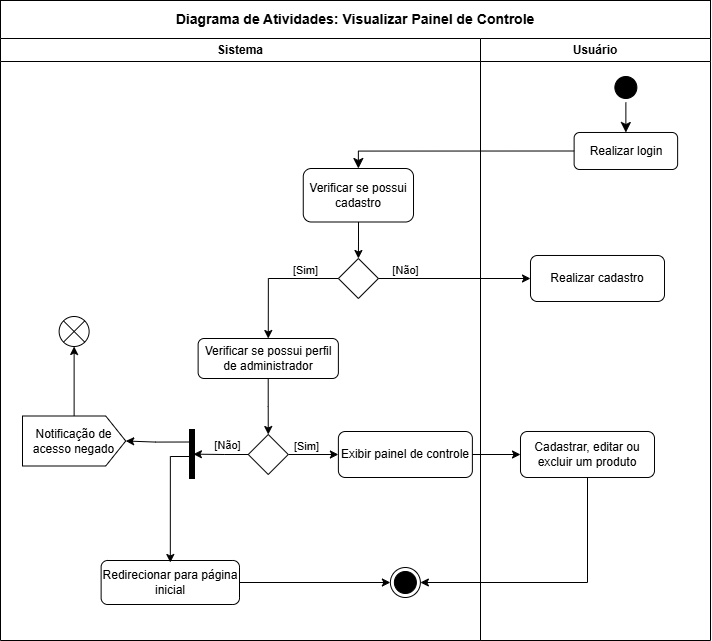 Diagrama de Atividades: Visualizar Painel de Controle
Sistema
Usuário
Realizar login
Verificar se possui
cadastro
[Sim]
[Não]
Realizar cadastro
Verificar se possui perfil
de administrador
Notificação de
acesso negado
[Não]
[Sim]
Exibir painel de controle
Cadastrar, editar ou
excluir um produto
Redirecionar para página
inicial